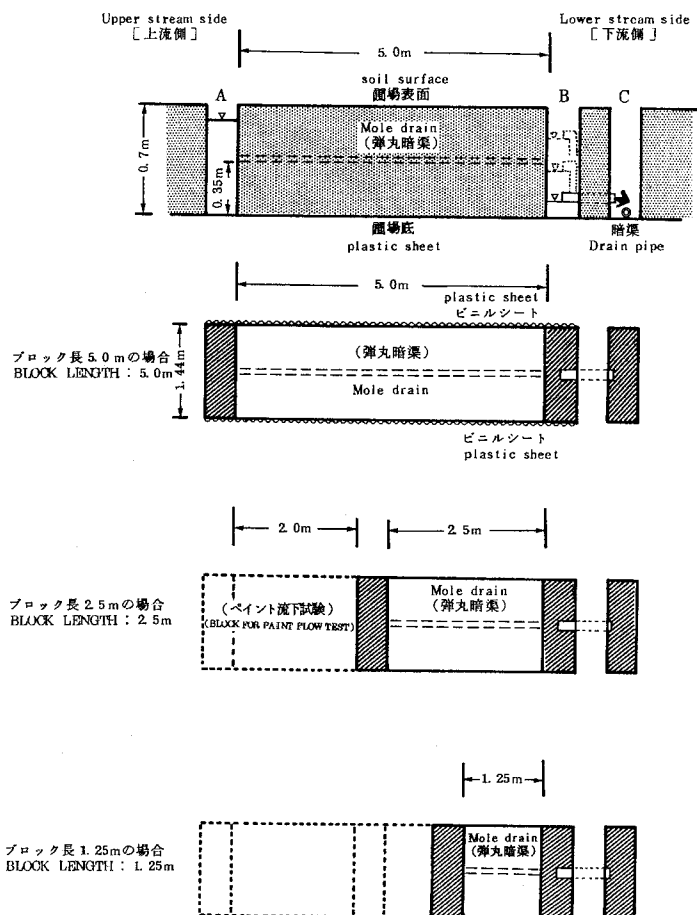 Upper stream side
[上流側]
Lower stream side
[下流側]
5.0m
soil surface
圃場表面
A
B
C
Mole drain
(弾丸暗渠)
0.7m
0.35m
圃場底
plastic sheet
暗渠
Drain pipe
5.0m
plastic sheet
ビニルシート
ブロック長5.0mの場合
BLOCK LENGTH：5.0m
1.44m
(弾丸暗渠)
Mole drain
ビニルシート
plastic sheet
2.0m
2.5m
ブロック長2.5mの場合
BLOCK LENGTH：2.5m
(ペイント流下試験)
(BLOCK FOR PAINT FLOW TEST)
Mole drain
(弾丸暗渠)
1.25m
ブロック長1.25mの場合
BLOCK LENGTH：1.25m
Mole drain
(弾丸暗渠)